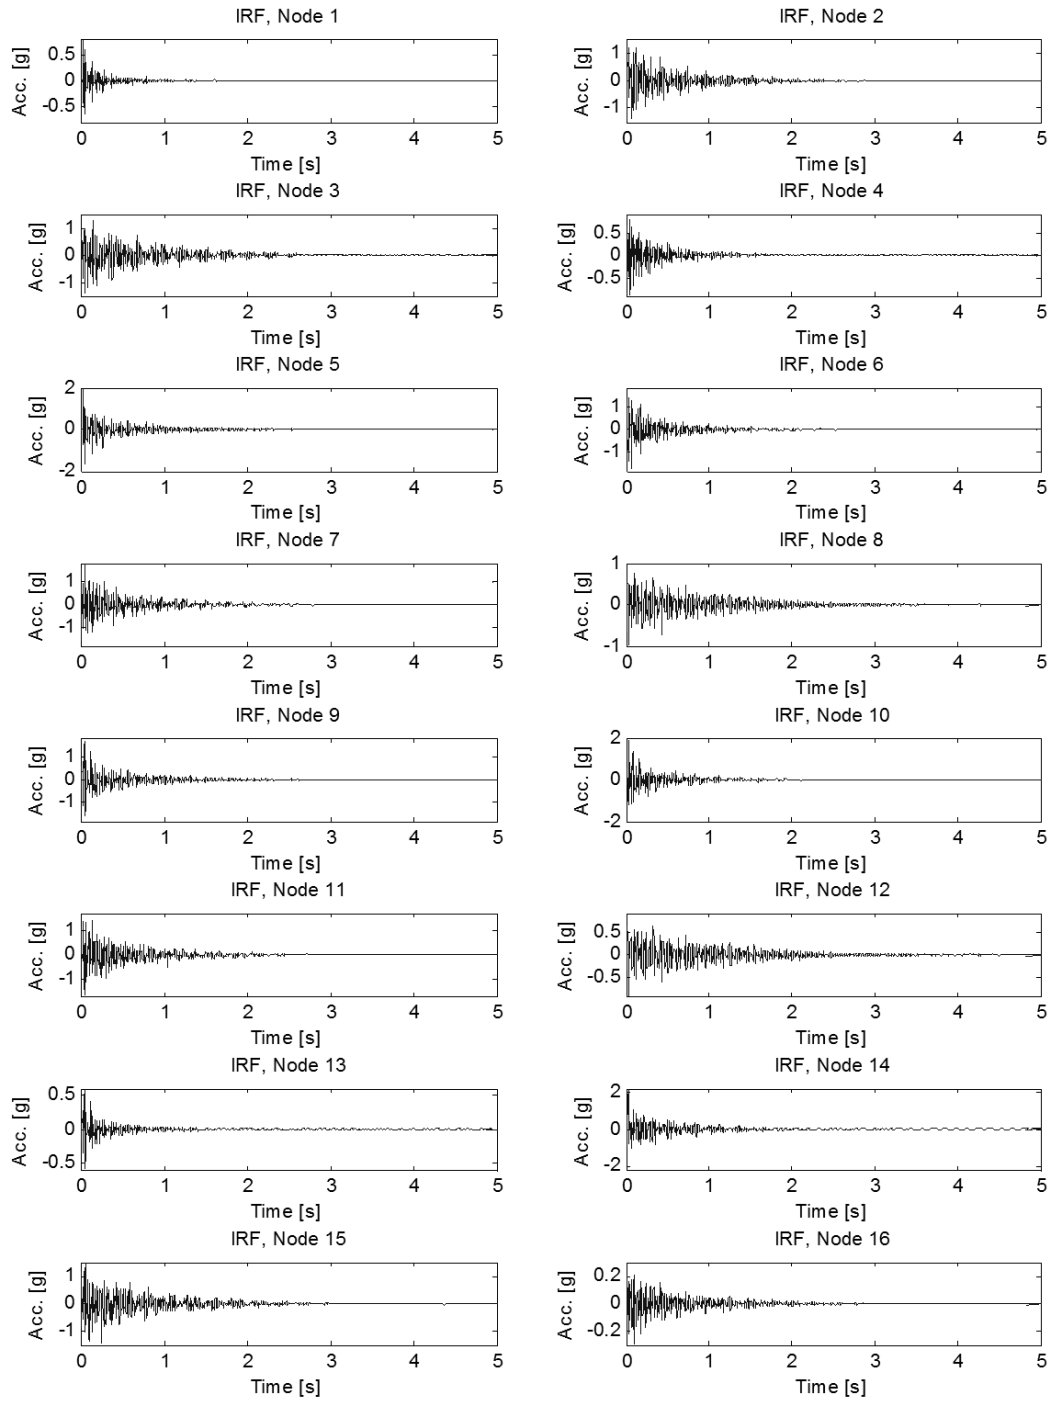 IRF, Node 1
Acc. [g]
0.5
0
-0.5
0 1 2 3 4 5
Time [s]
IRF, Node 2
Acc. [g]
1
0
-1
0 1 2 3 4 5
Time [s]
IRF, Node 3
Acc. [g]
1
0
-1
0 1 2 3 4 5
Time [s]
IRF, Node 4
Acc. [g]
0.5
0
-0.5
0 1 2 3 4 5
Time [s]
IRF, Node 5
Acc. [g]
2
0
-2
0 1 2 3 4 5
Time [s]
IRF, Node 6
Acc. [g]
1
0
-1
0 1 2 3 4 5
Time [s]
IRF, Node 7
Acc. [g]
1
0
-1
0 1 2 3 4 5
Time [s]
IRF, Node 8
Acc. [g]
1
0
-1
0 1 2 3 4 5
Time [s]
IRF, Node 9
Acc. [g]
1
0
-1
0 1 2 3 4 5
Time [s]
IRF, Node 10
Acc. [g]
2
0
-2
0 1 2 3 4 5
Time [s]
IRF, Node 11
Acc. [g]
1
0
-1
0 1 2 3 4 5
Time [s]
IRF, Node 12
Acc. [g]
0.5
0
-0.5
0 1 2 3 4 5
Time [s]
IRF, Node 13
Acc. [g]
0.5
0
-0.5
0 1 2 3 4 5
Time [s]
IRF, Node 14
Acc. [g]
2
0
-2
0 1 2 3 4 5
Time [s]
IRF, Node 15
Acc. [g]
1
0
-1
0 1 2 3 4 5
Time [s]
IRF, Node 16
Acc. [g]
0.2
0
-0.2
0 1 2 3 4 5
Time [s]